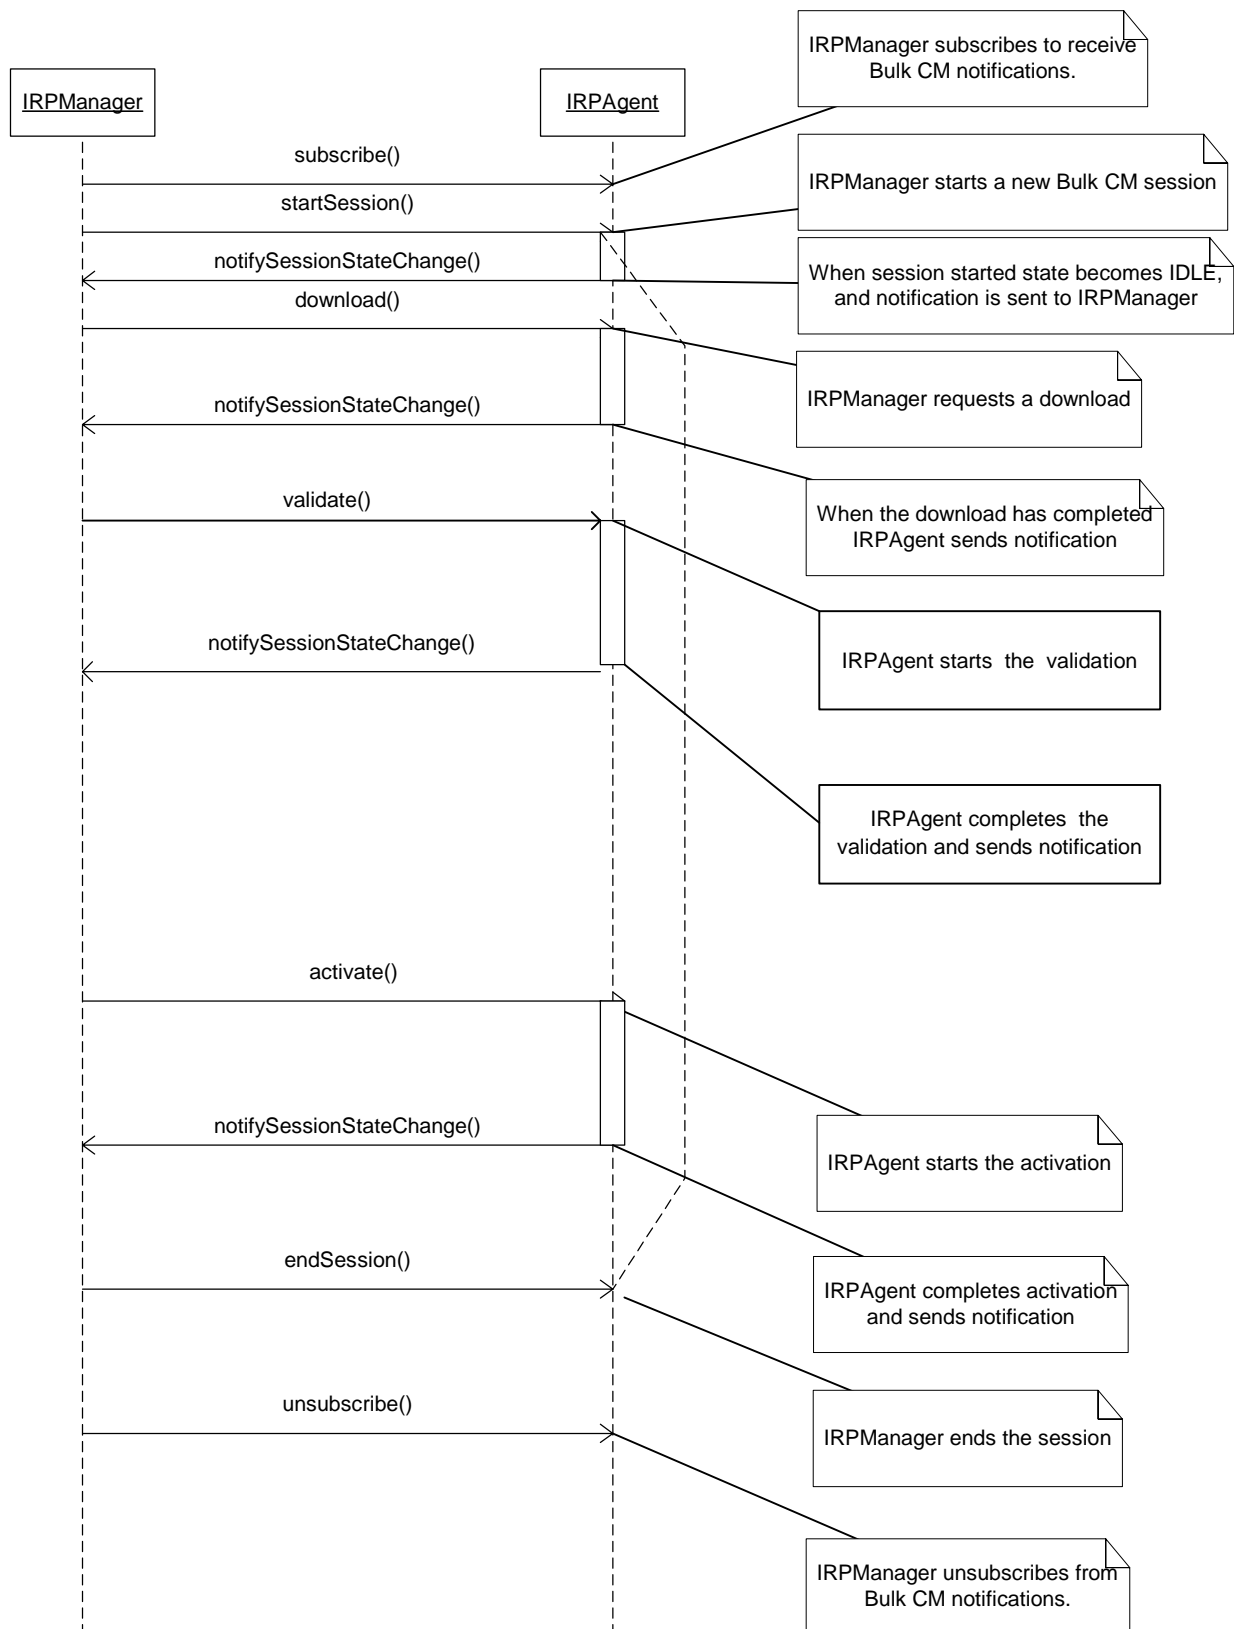 IRPManager subscribes to receive
Bulk CM notifications.
IRPManager
IRPAgent
subscribe()
IRPManager starts a new Bulk CM session
startSession()
notifySessionStateChange()
When session started state becomes IDLE,
and notification is sent to IRPManager
download()
IRPManager requests a download
notifySessionStateChange()
validate()
When the download has completed
IRPAgent sends notification
notifySessionStateChange()
IRPAgent starts the validation
IRPAgent completes the
validation and sends notification
activate()
notifySessionStateChange()
IRPAgent starts the activation
endSession()
IRPAgent completes activation
and sends notification
unsubscribe()
IRPManager ends the session
IRPManager unsubscribes from
Bulk CM notifications.